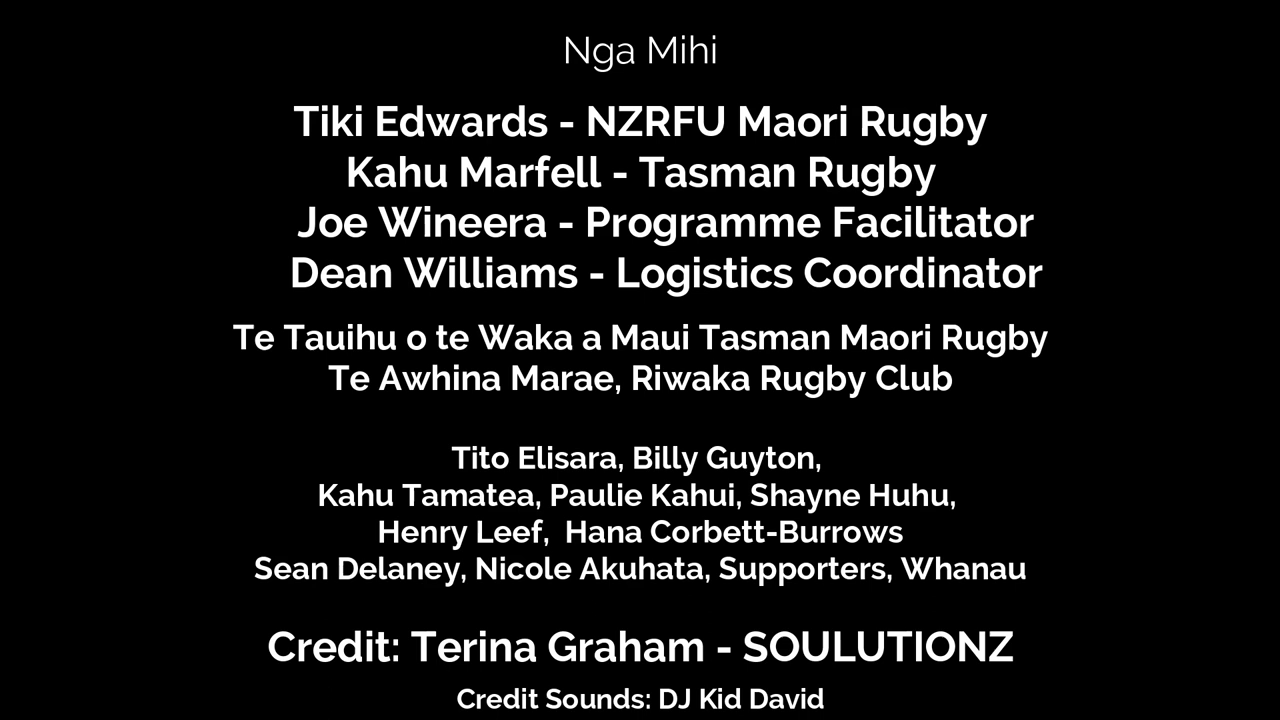 Nga Mihi
Tiki Edwards - NZRFU Maori Rugby
Kahu Marfell - Tasman Rugby
Joe Wineera - Programme Facilitator
Dean Williams - Logistics Coordinator
Te Tauihu o te Waka a Maui Tasman Maori Rugby
Te Awhina Marae, Riwaka Rugby Club
Tito Elisara, Billy Guyton,
Kahu Tamatea, Paulie Kahui, Shayne Huhu,
Henry Leef, Hana Corbett-Burrows
Sean Delaney, Nicole Akuhata, Supporters, Whanau
Credit: Terina Graham - SOULUTIONZ
Credit Sounds: DJ Kid David